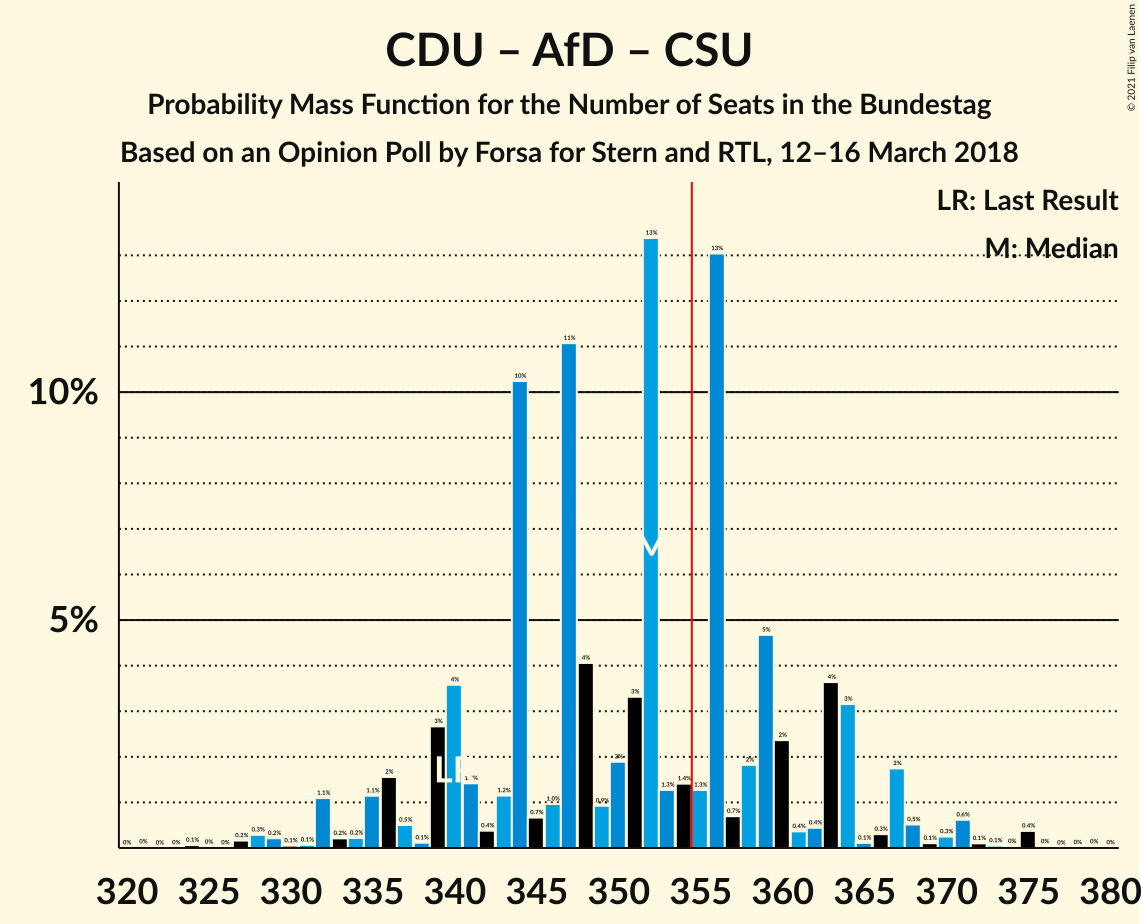 CDU – AfD – CSU
Probability Mass Function for the Number of Seats in the Bundestag
Based on an Opinion Poll by Forsa for Stern and RTL, 12–16 March 2018
© 2021 Filip van Laenen
LR: Last Result
M: Median
10%
5%
0% 0% 0% 0% 0.1% 0% 0% 0.2% 0.3% 0.2% 0.1% 0.1% 1.1% 0.2% 0.2% 1.1% 2% 0.5% 0.1% 3% 4% 0.4% 1.2% 10% 0.7% 1.0% 11% 4% 0.9% 2% 3% 13% 1.3% 1.4% 1.3% 13% 0.7% 2% 5% 2% 0.4% 0.4% 4% 3% 0.1% 0.3% 2% 0.5% 0.1% 0.3% 0.6% 0.1% 0.1% 0% 0.4% 0% 0% 0% 0% 0%
LR
M
320 325 330 335 340 345 350 355 360 365 370 375 380